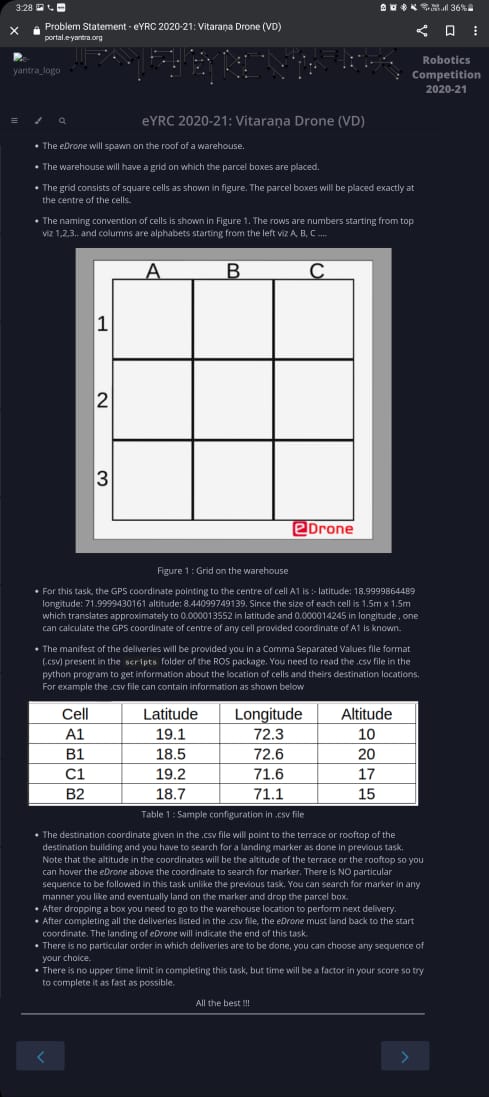 3:28
36%
Problem Statement - eYRC 2020-21: Vitaraṇa Drone (VD)
portal.e-yantra.org
e-
yantra_logo
Robotics
Competition
2020-21
eYRC 2020-21: Vitaraṇa Drone (VD)
• The eDrone will spawn on the roof of a warehouse.
• The warehouse will have a grid on which the parcel boxes are placed.
• The grid consists of square cells as shown in figure. The parcel boxes will be placed exactly at
the centre of the cells.
• The naming convention of cells is shown in Figure 1. The rows are numbers starting from top
viz 1,2,3.. and columns are alphabets starting from the left viz A, B, C ....
A B C
1
2
3
eDrone
Figure 1 : Grid on the warehouse
• For this task, the GPS coordinate pointing to the centre of cell A1 is :- latitude: 18.9999864489
longitude: 71.9999430161 altitude: 8.44099749139. Since the size of each cell is 1.5m x 1.5m
which translates approximately to 0.000013552 in latitude and 0.000014245 in longitude , one
can calculate the GPS coordinate of centre of any cell provided coordinate of A1 is known.
• The manifest of the deliveries will be provided you in a Comma Separated Values file format
(.csv) present in the scripts folder of the ROS package. You need to read the .csv file in the
python program to get information about the location of cells and theirs destination locations.
For example the .csv file can contain information as shown below
Cell Latitude Longitude Altitude
A1 19.1 72.3 10
B1 18.5 72.6 20
C1 19.2 71.6 17
B2 18.7 71.1 15
Table 1 : Sample configuration in .csv file
• The destination coordinate given in the .csv file will point to the terrace or rooftop of the
destination building and you have to search for a landing marker as done in previous task.
Note that the altitude in the coordinates will be the altitude of the terrace or the rooftop so you
can hover the eDrone above the coordinate to search for marker. There is NO particular
sequence to be followed in this task unlike the previous task. You can search for marker in any
manner you like and eventually land on the marker and drop the parcel box.
• After dropping a box you need to go to the warehouse location to perform next delivery.
• After completing all the deliveries listed in the .csv file, the eDrone must land back to the start
coordinate. The landing of eDrone will indicate the end of this task.
• There is no particular order in which deliveries are to be done, you can choose any sequence of
your choice.
• There is no upper time limit in completing this task, but time will be a factor in your score so try
to complete it as fast as possible.
All the best !!!